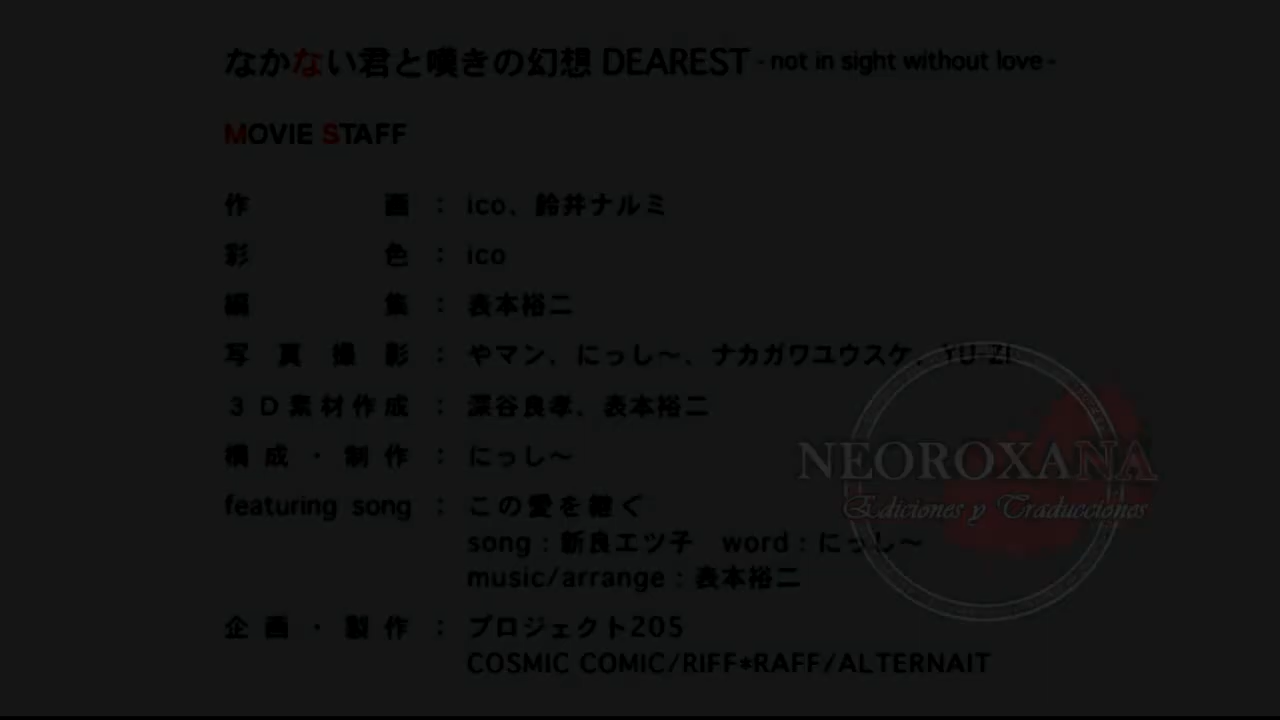 なかない君と嘆きの幻想 DEAREST - not in sight without love -
MOVIE STAFF
作画：ico、鈴井ナルミ
彩色：ico
編集：表本裕二
写真撮影：やマン、にっし～、ナカガワユウスケ、YU-ZI
３Ｄ素材作成：深谷良孝、表本裕二
構成・制作：にっし～
featuring song：この愛を継ぐ
song：新良エツ子　word：にっし～
music/arrange：表本裕二
企画・製作：プロジェクト205
COSMIC COMIC/RIFF*RAFF/ALTERNAIT
NEOROXANA
Ediciones y Traducciones